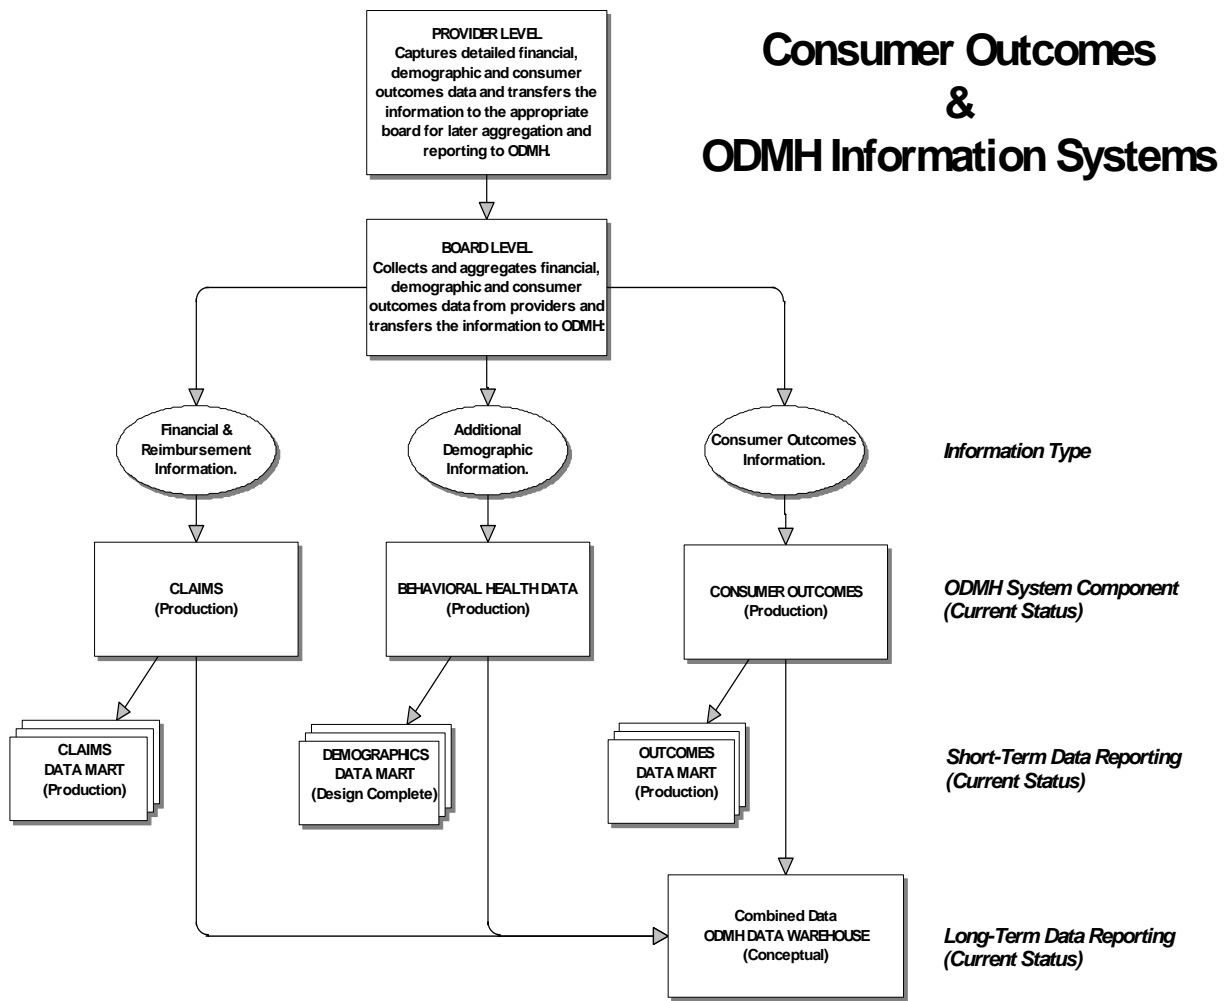 PROVIDER LEVEL
Captures detailed financial,
demographic and consumer
outcomes data and transfers the
information to the appropriate
board for later aggregation and
reporting to ODMH.
Consumer Outcomes
&
ODMH Information Systems
BOARD LEVEL
Collects and aggregates financial,
demographic and consumer
outcomes data from providers and
transfers the information to ODMH:
Financial &
Reimbursement
Information.
Additional
Demographic
Information.
Consumer Outcomes
Information.
Information Type
CLAIMS
(Production)
BEHAVIORAL HEALTH DATA
(Production)
CONSUMER OUTCOMES
(Production)
ODMH System Component
(Current Status)
CLAIMS
DATA MART
(Production)
DEMOGRAPHICS
DATA MART
(Design Complete)
OUTCOMES
DATA MART
(Production)
Short-Term Data Reporting
(Current Status)
Combined Data
ODMH DATA WAREHOUSE
(Conceptual)
Long-Term Data Reporting
(Current Status)